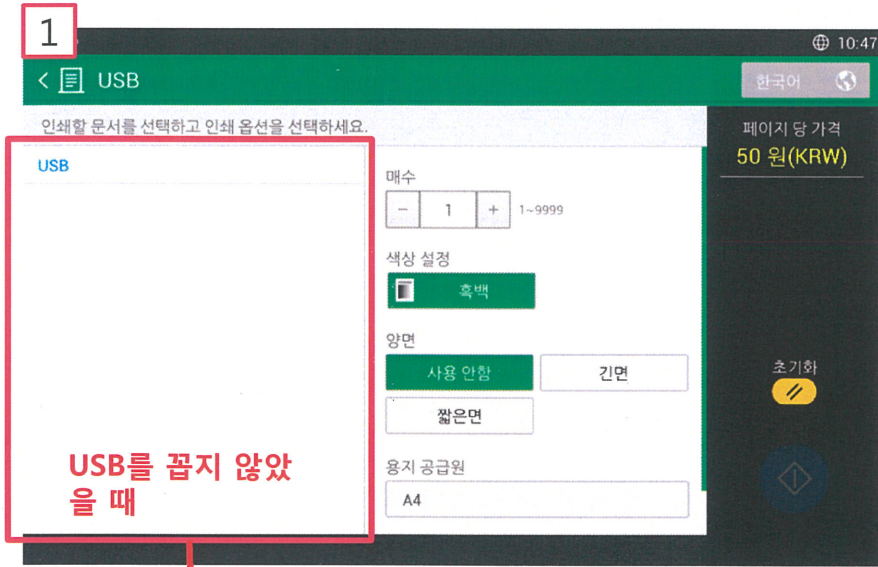 1
10:47
USB
한국어
인쇄할 문서를 선택하고 인쇄 옵션을 선택하세요.
페이지 당 가격
50 원(KRW)
USB
매수
− 1 + 1~9999
색상 설정
흑백
양면
사용 안함
긴면
짧은면
초기화
용지 공급원
A4
USB를 꼽지 않았
을 때